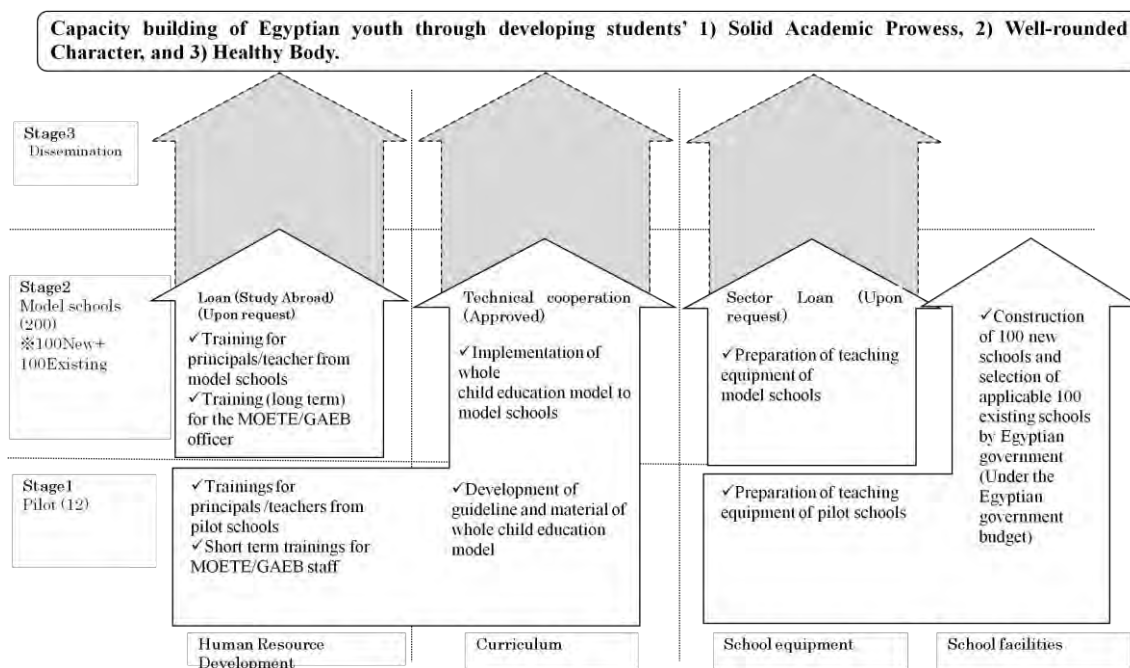 Capacity building of Egyptian youth through developing students' 1) Solid Academic Prowess, 2) Well-rounded
Character, and 3) Healthy Body.
Stage3
Dissemination
Stage2
Model schools
(200)
※100New+
100Existing
Loan (Study Abroad)
(Upon request)
✓Training for
principals/teacher from
model schools
✓Training (long term)
for the MOETE/GAEB
officer
Technical cooperation
(Approved)
✓Implementation of
whole
child education model to
model schools
Sector Loan (Upon
request)
✓Preparation of teaching
equipment of
model schools
✓Construction
of 100 new
schools and
selection of
applicable 100
existing schools
by Egyptian
government
(Under the
Egyptian
government
budget)
Stage1
Pilot (12)
✓Trainings for
principals /teachers from
pilot schools
✓Short term trainings for
MOETE/GAEB staff
✓Development of
guideline and material of
whole child education
model
✓Preparation of teaching
equipment of pilot schools
Human Resource
Development
Curriculum
School equipment
School facilities